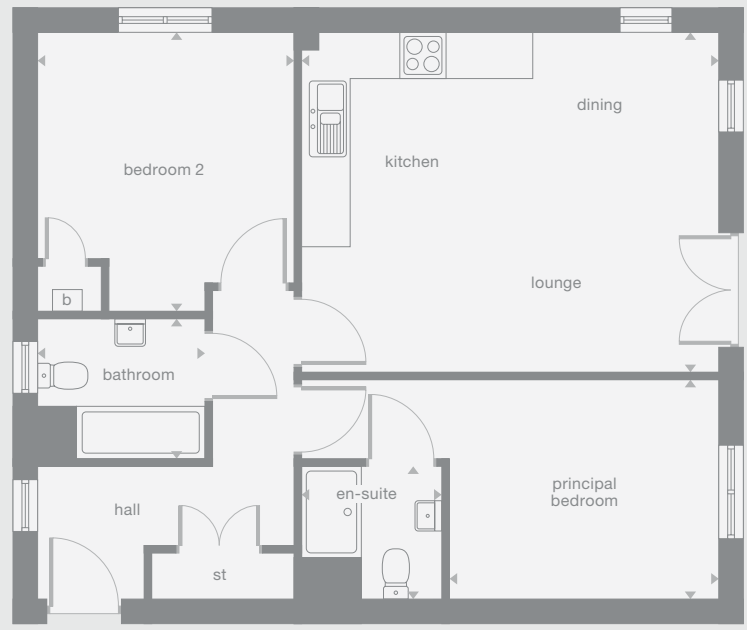 dining
kitchen
bedroom 2
lounge
b
bathroom
principal
bedroom
en-suite
hall
st